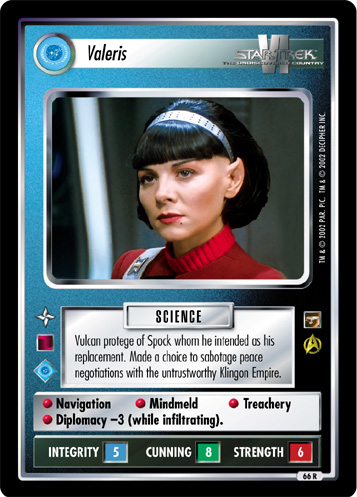 Valeris
STAR TREK VI
THE UNDISCOVERED COUNTRY
TM & © 2002 PAR. PIC. TM & © 2002 DECIPHER INC.
SCIENCE
Vulcan protege of Spock whom he intended as his
replacement. Made a choice to sabotage peace
negotiations with the untrustworthy Klingon Empire.
• Navigation • Mindmeld • Treachery
• Diplomacy –3 (while infiltrating).
INTEGRITY 5 CUNNING 8 STRENGTH 6
66 R